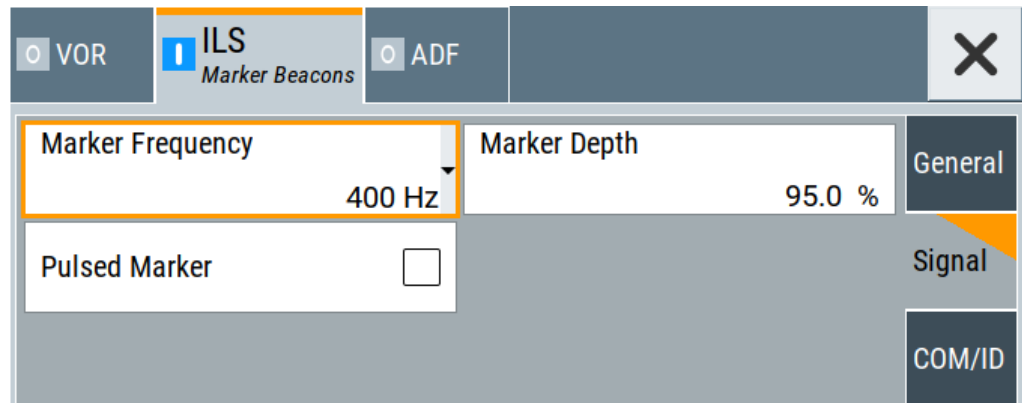 VOR
ILS
Marker Beacons
ADF
Marker Frequency
400 Hz
Marker Depth
95.0 %
General
Pulsed Marker
Signal
COM/ID